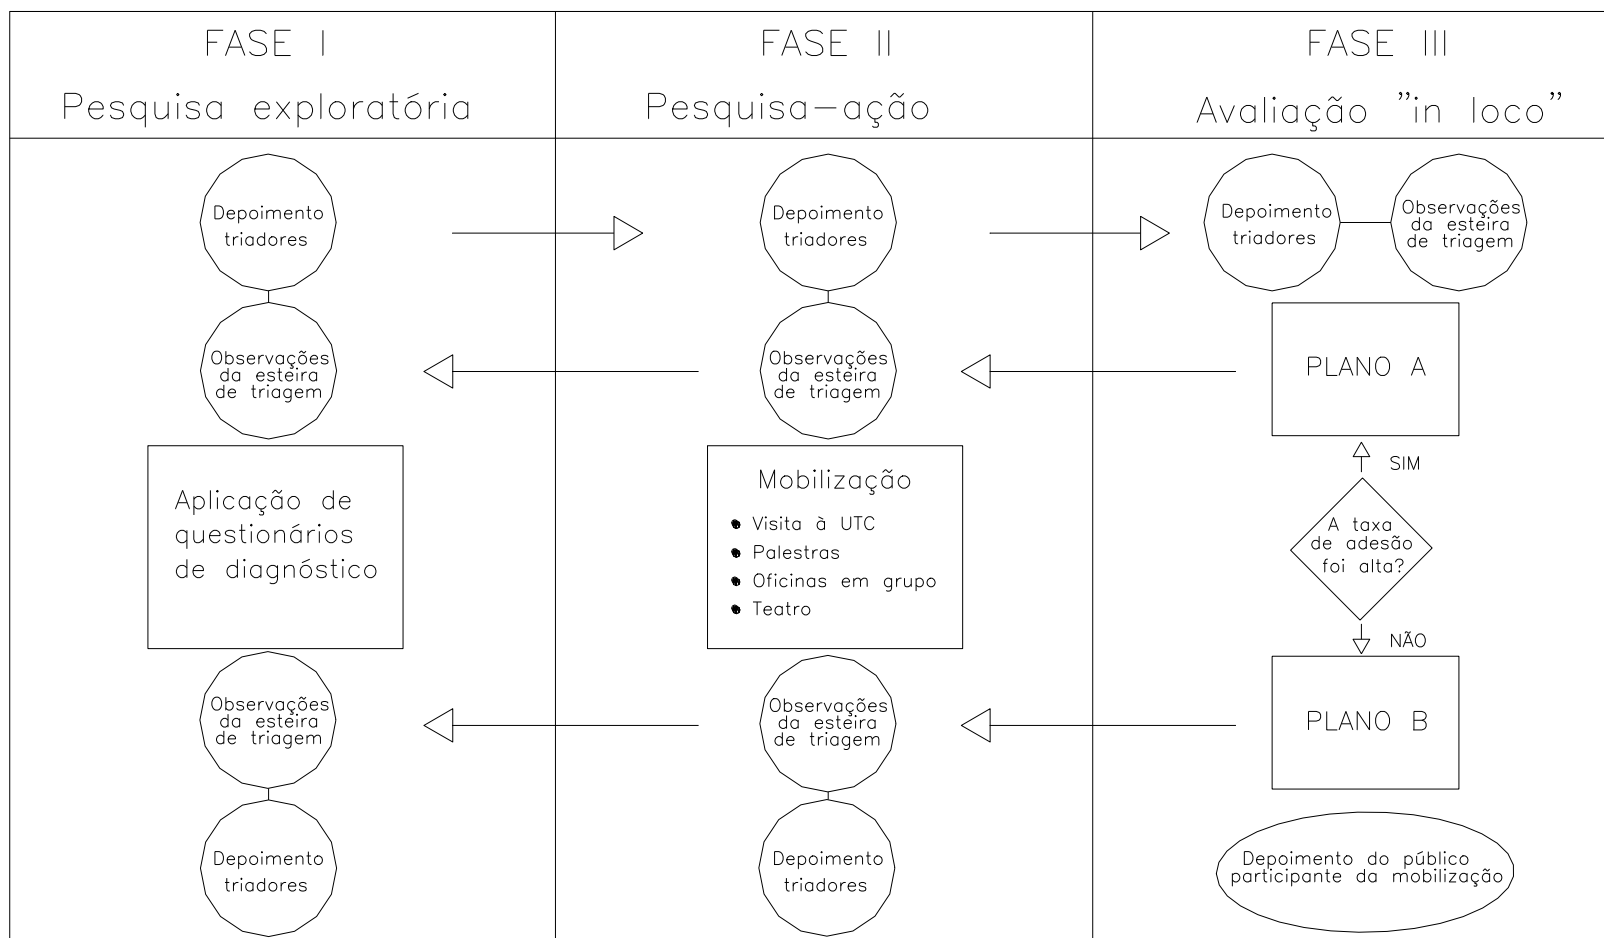 FASE I
Pesquisa exploratória
Depoimento
triadores
Observações
da esteira
de triagem
Aplicação de
questionários
de diagnóstico
Observações
da esteira
de triagem
Depoimento
triadores
FASE II
Pesquisa-ação
Depoimento
triadores
Observações
da esteira
de triagem
Mobilização
● Visita à UTC
● Palestras
● Oficinas em grupo
● Teatro
Observações
da esteira
de triagem
Depoimento
triadores
FASE III
Avaliação "in loco"
Depoimento
triadores
Observações
da esteira
de triagem
PLANO A
SIM
A taxa
de adesão
foi alta?
NÃO
PLANO B
Depoimento do público
participante da mobilização